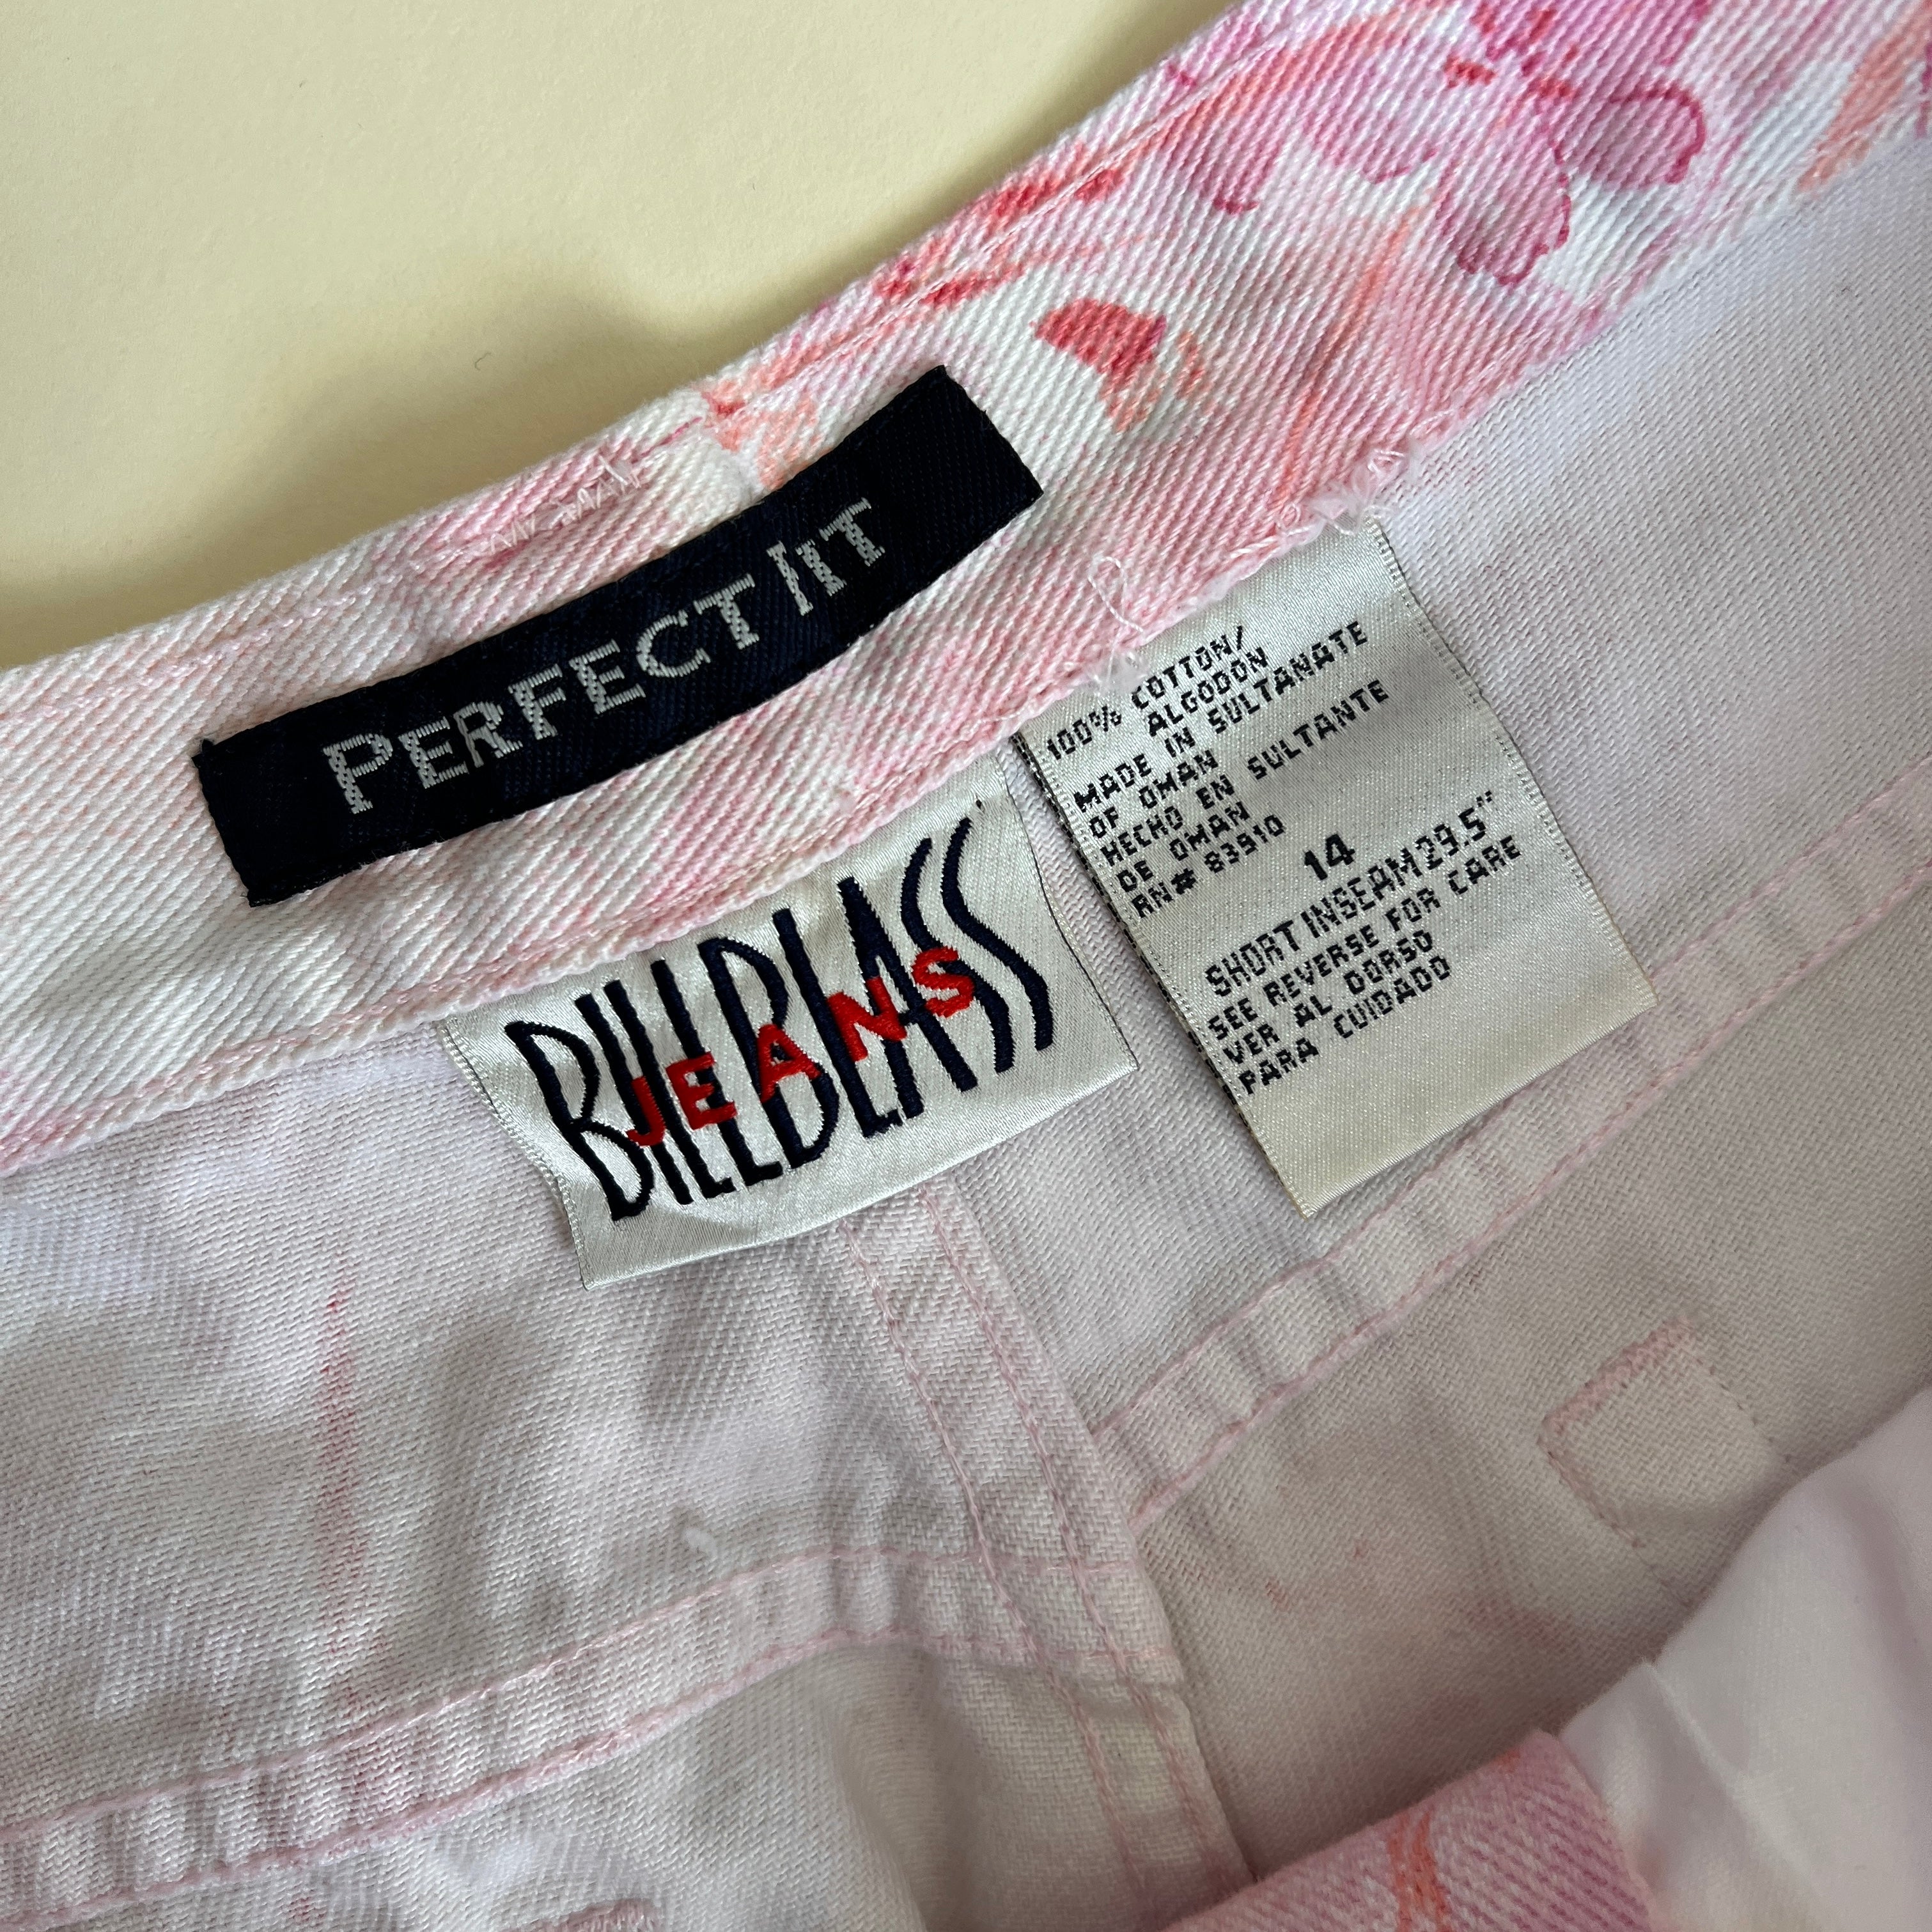 PERFECT FIT
BILL BLASS
JEANS
100% COTTON/
ALGODON
MADE IN SULTANATE
OF OMAN
HECHO EN SULTANTE
DE OMAN
RN# 83910
14
SHORT INSEAM 29.5"
SEE REVERSE FOR CARE
VER AL DORSO
PARA CUIDADO